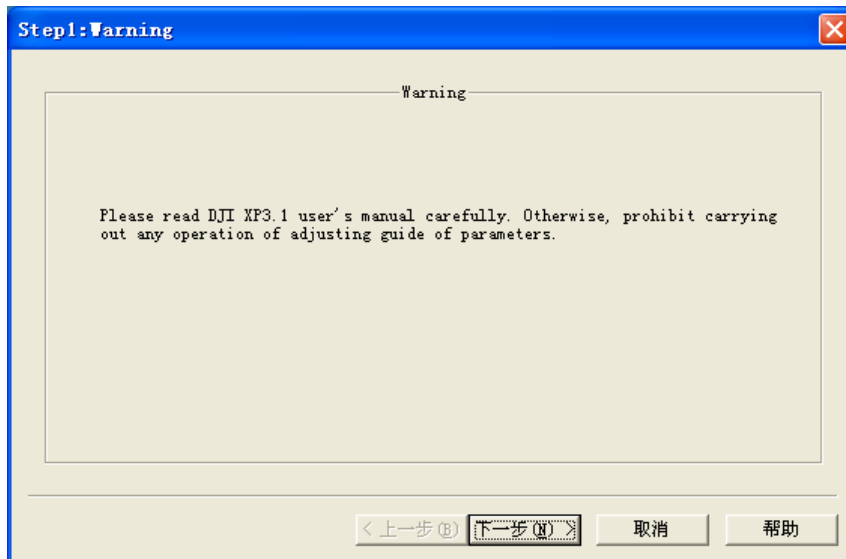 Step1:Warning
Warning
Please read DJI XP3.1 user's manual carefully. Otherwise, prohibit carrying
out any operation of adjusting guide of parameters.
< 上一步(B) 下一步(N) > 取消 帮助